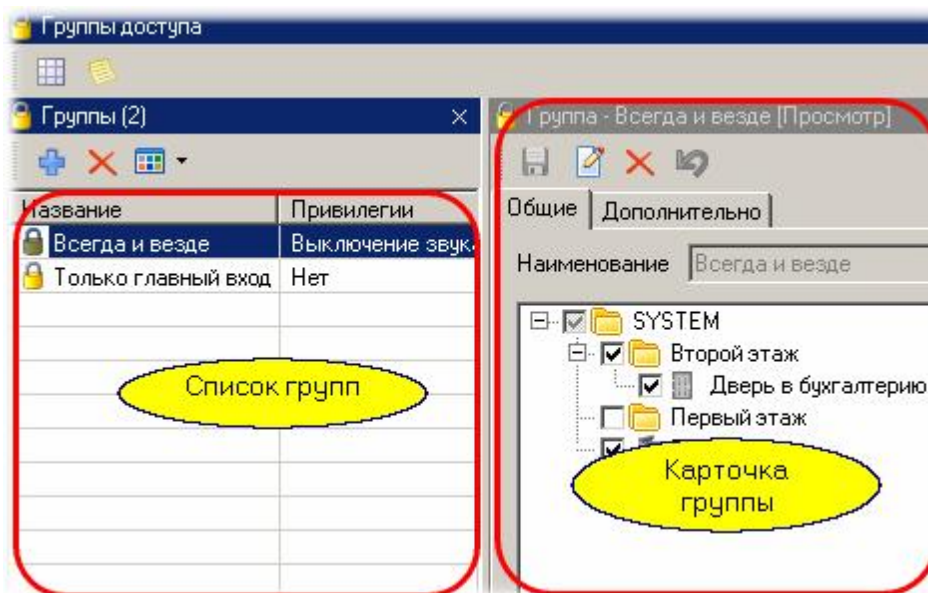 Группы доступа
Группы (2)
Название Привилегии
Всегда и везде Выключение звук
Только главный вход Нет
Список групп
Группа - Всегда и везде [Просмотр]
Общие Дополнительно
Наименование Всегда и везде
SYSTEM
Второй этаж
Дверь в бухгалтерию
Первый этаж
Карточка
группы